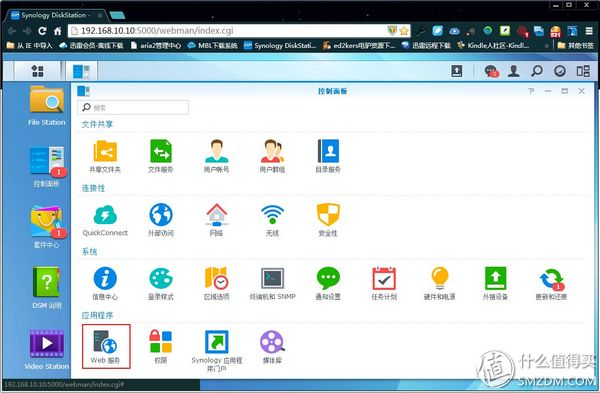 Synology DiskStation -
192.168.10.10:5000/webman/index.cgi
从 IE 中导入 迅雷会员-离线下载 aria2管理中心 MBL下载系统 Synology DiskStation ed2kers电驴资源下... 迅雷远程下载 Kindle人社区-Kindl... 其他书签
控制面板
搜索
File Station
控制面板
套件中心
DSM 说明
Video Station
文件共享
共享文件夹 文件服务 用户帐号 用户群组 目录服务
连接性
QuickConnect 外部访问 网络 无线 安全性
系统
信息中心 登录样式 区域选项 终端机和 SNMP 通知设置 任务计划 硬件和电源 外接设备 更新和还原
应用程序
Web 服务 权限 Synology 应用程 媒体库
序门户
192.168.10.10:5000/webman/index.cgi#
值 什么值得买
SMZDM.COM